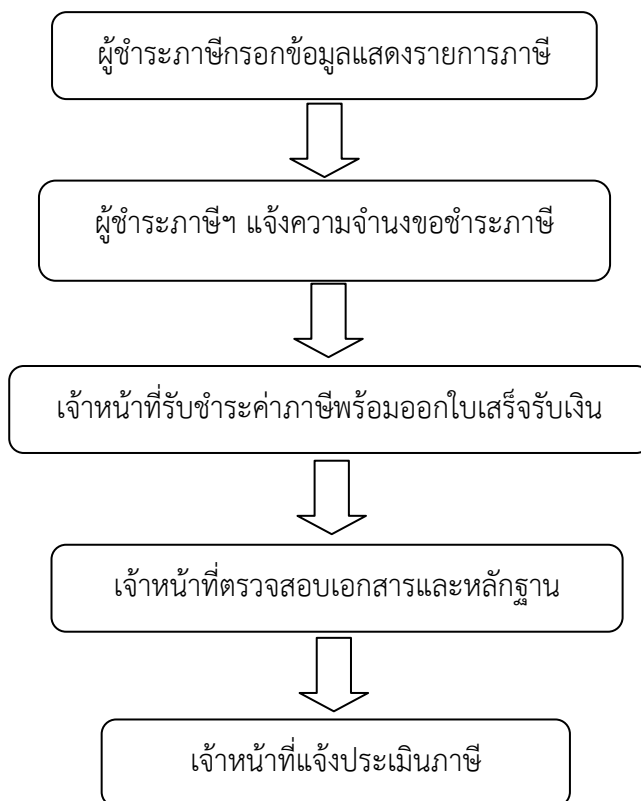 ผู้ชำระภาษีกรอกข้อมูลแสดงรายการภาษี
ผู้ชำระภาษีฯ แจ้งความจำนงขอชำระภาษี
เจ้าหน้าที่รับชำระค่าภาษีพร้อมออกใบเสร็จรับเงิน
เจ้าหน้าที่ตรวจสอบเอกสารและหลักฐาน
เจ้าหน้าที่แจ้งประเมินภาษี